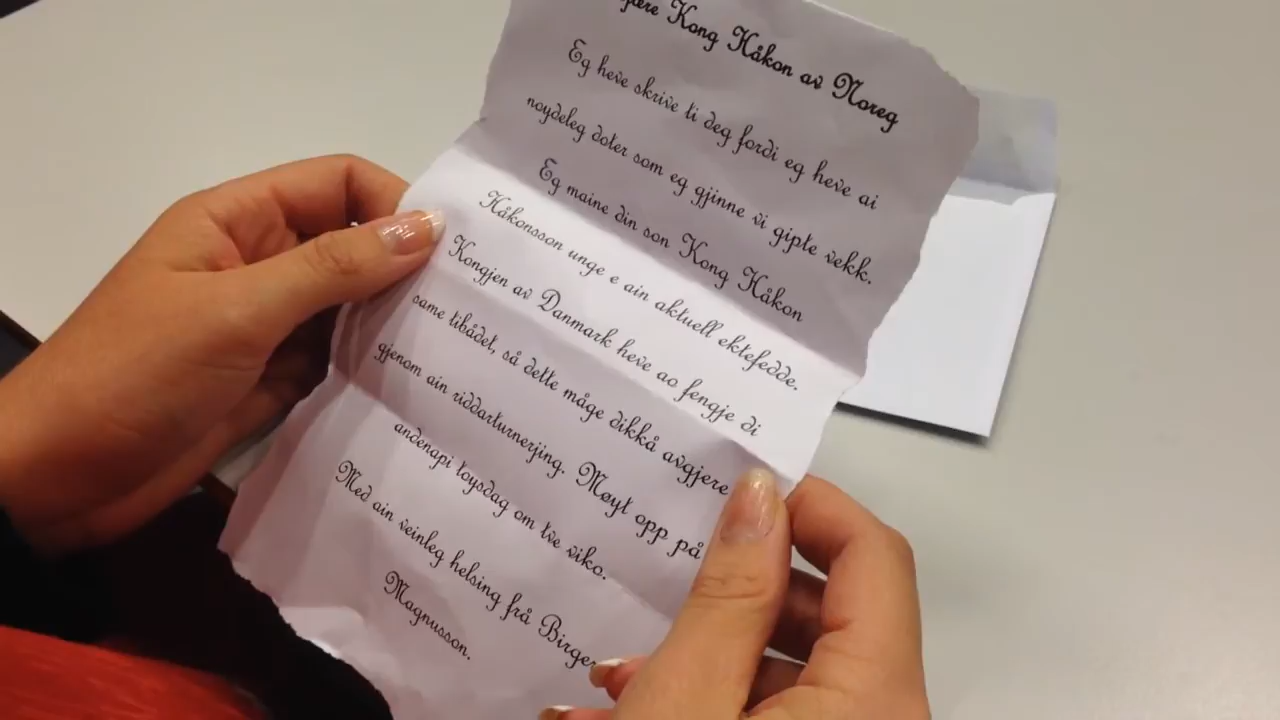 Kong Håkon av Noreg
Eg heve skrive ti deg fordi eg heve ai
noydeleg doter som eg gjinne vi gipte vekk.
Eg maine din son Kong Håkon
Håkonsson unge e ain aktuell ektefedde.
Kongjen av Danmark heve ao fengje di
same tibådet, så dette måge dikkå avgjere
gjenom ain riddarturnerjing. Møyt opp på
andenapi toysdag om tve viko.
Med ain veinleg helsing frå Birger
Magnusson.